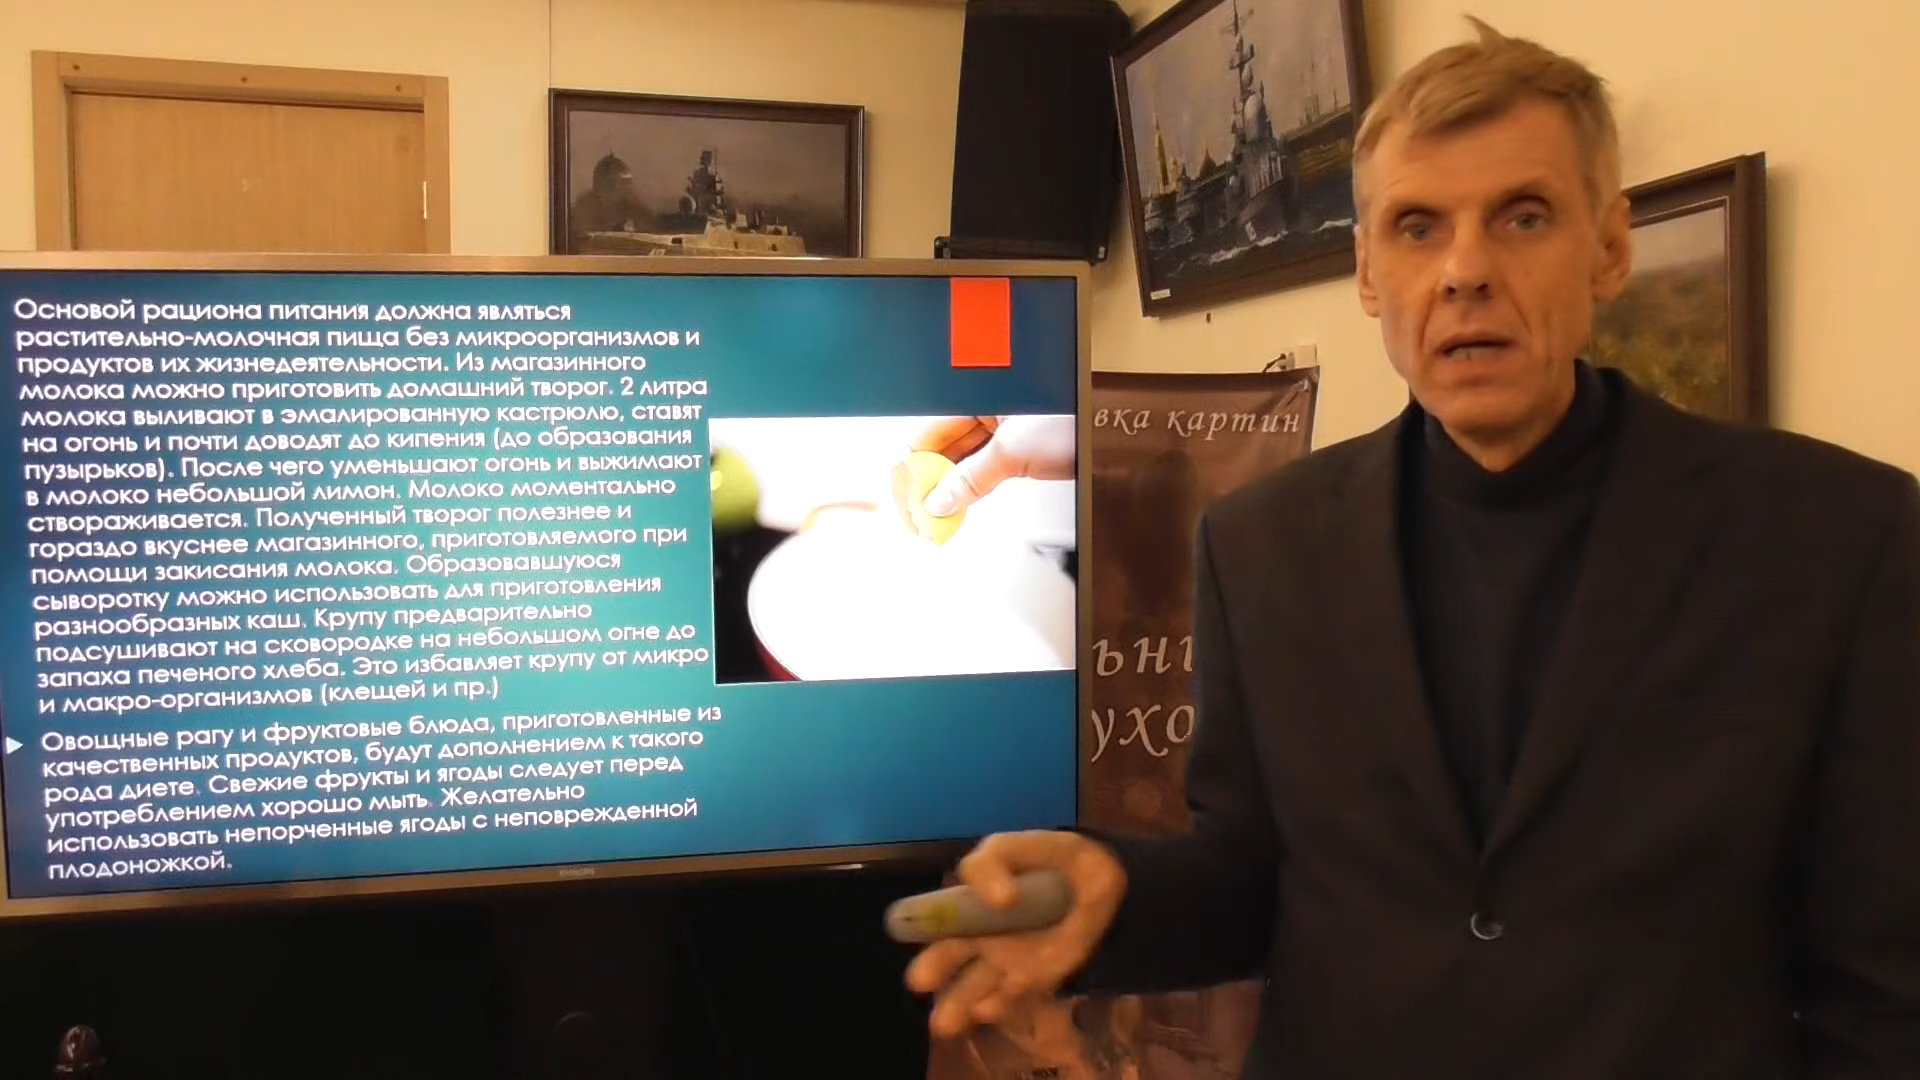 Основой рациона питания должна являться
растительно-молочная пища без микроорганизмов и
продуктов их жизнедеятельности. Из магазинного
молока можно приготовить домашний творог. 2 литра
молока выливают в эмалированную кастрюлю, ставят
на огонь и почти доводят до кипения (до образования
пузырьков). После чего уменьшают огонь и выжимают
в молоко небольшой лимон. Молоко моментально
створаживается. Полученный творог полезнее и
гораздо вкуснее магазинного, приготовляемого при
помощи закисания молока. Образовавшуюся
сыворотку можно использовать для приготовления
разнообразных каш. Крупу предварительно
подсушивают на сковородке на небольшом огне до
запаха печеного хлеба. Это избавляет крупу от микро
и макро-организмов (клещей и пр.)
Овощные рагу и фруктовые блюда, приготовленные из
качественных продуктов, будут дополнением к такого
рода диете. Свежие фрукты и ягоды следует перед
употреблением хорошо мыть. Желательно
использовать непорченные ягоды с неповрежденной
плодоножкой.
PHILIPS
вка картин
ьни
ухо